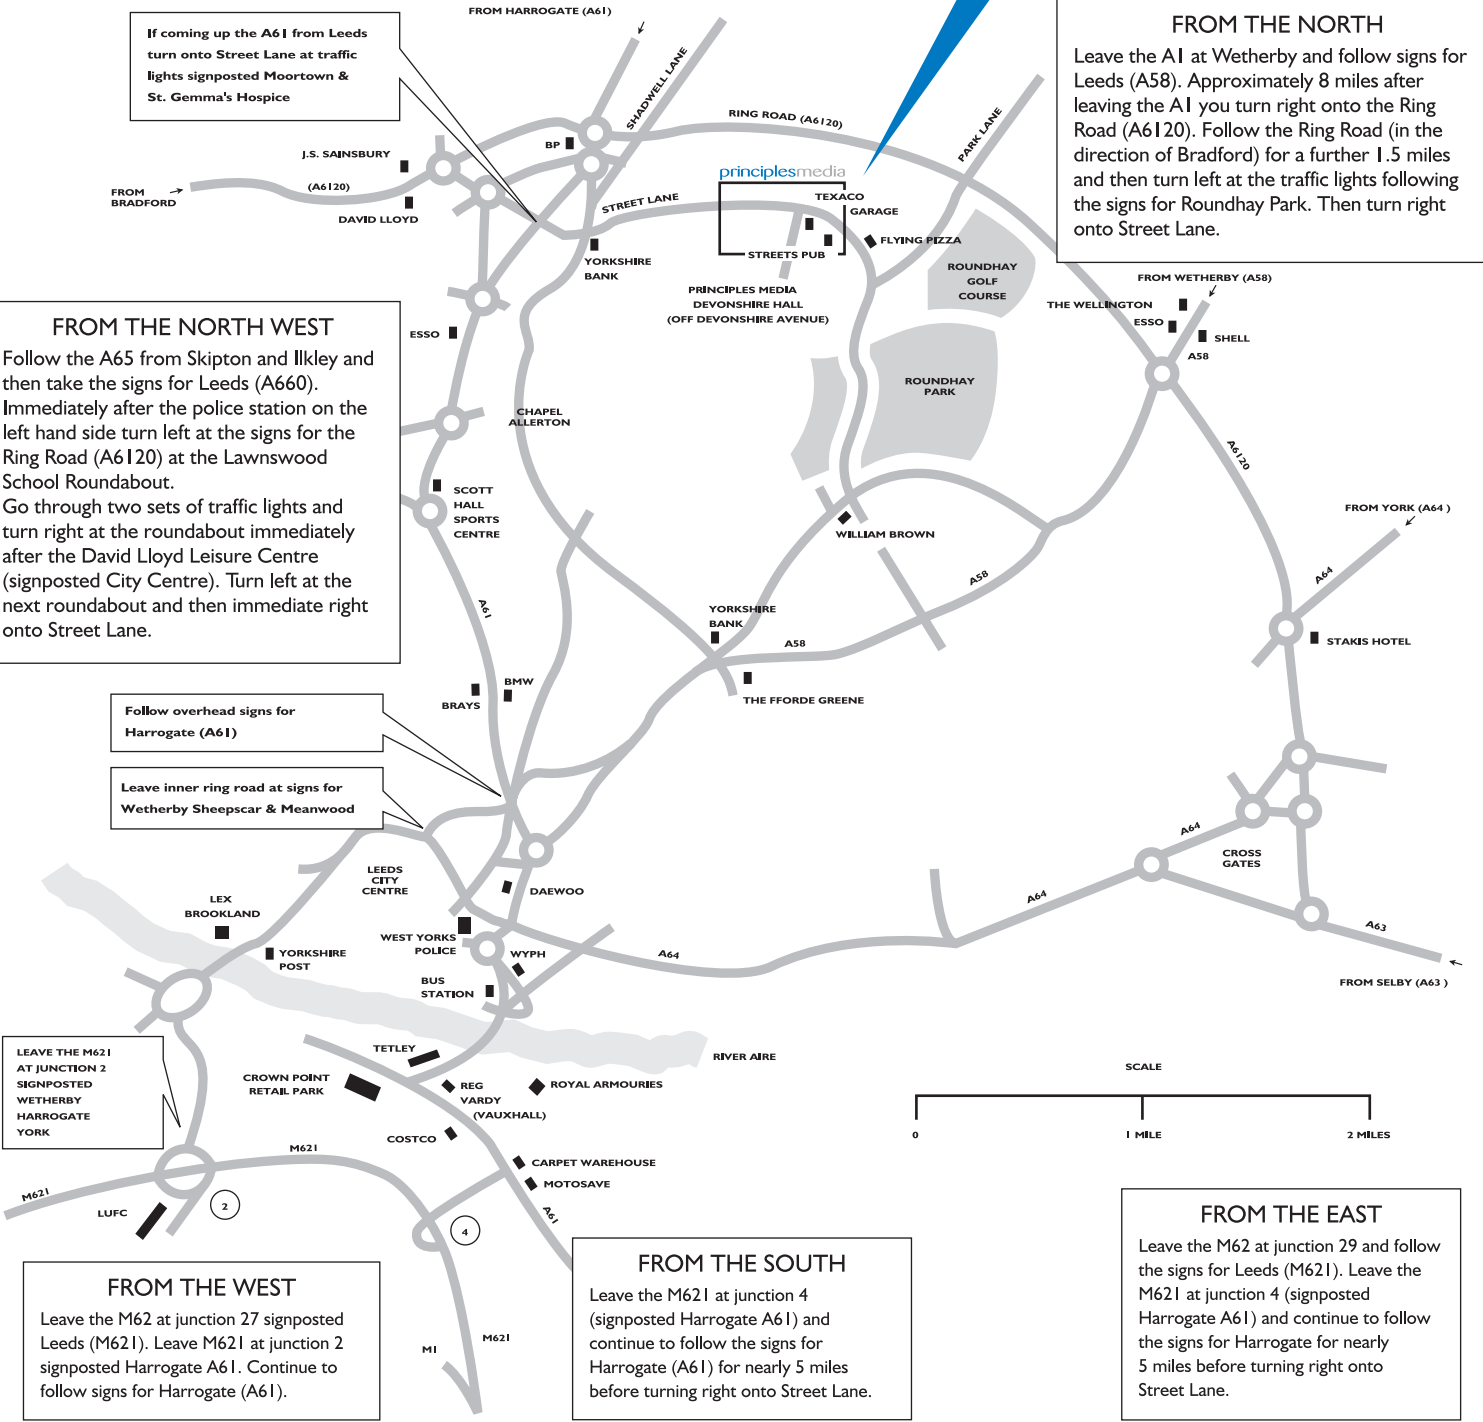 FROM HARROGATE (A61)
If coming up the A61 from Leeds
turn onto Street Lane at traffic
lights signposted Moortown &
St. Gemma's Hospice
FROM THE NORTH
Leave the A1 at Wetherby and follow signs for
Leeds (A58). Approximately 8 miles after
leaving the A1 you turn right onto the Ring
Road (A6120). Follow the Ring Road (in the
direction of Bradford) for a further 1.5 miles
and then turn left at the traffic lights following
the signs for Roundhay Park. Then turn right
onto Street Lane.
SHADWELL LANE
RING ROAD (A6120)
PARK LANE
BP
J.S. SAINSBURY
(A6120)
FROM
BRADFORD
DAVID LLOYD
STREET LANE
principlesmedia
TEXACO
GARAGE
FLYING PIZZA
STREETS PUB
YORKSHIRE
BANK
PRINCIPLES MEDIA
DEVONSHIRE HALL
(OFF DEVONSHIRE AVENUE)
ROUNDHAY
GOLF
COURSE
FROM WETHERBY (A58)
THE WELLINGTON
ESSO
SHELL
A58
FROM THE NORTH WEST
Follow the A65 from Skipton and Ilkley and
then take the signs for Leeds (A660).
Immediately after the police station on the
left hand side turn left at the signs for the
Ring Road (A6120) at the Lawnswood
School Roundabout.
Go through two sets of traffic lights and
turn right at the roundabout immediately
after the David Lloyd Leisure Centre
(signposted City Centre). Turn left at the
next roundabout and then immediate right
onto Street Lane.
ESSO
ROUNDHAY
PARK
CHAPEL
ALLERTON
A6120
SCOTT
HALL
SPORTS
CENTRE
WILLIAM BROWN
FROM YORK (A64 )
A64
A58
A61
YORKSHIRE
BANK
A58
STAKIS HOTEL
BMW
BRAYS
THE FFORDE GREENE
Follow overhead signs for
Harrogate (A61)
Leave inner ring road at signs for
Wetherby Sheepscar & Meanwood
A64
CROSS
GATES
LEEDS
CITY
CENTRE
DAEWOO
A64
LEX
BROOKLAND
A63
WEST YORKS
POLICE
WYPH
A64
YORKSHIRE
POST
BUS
STATION
FROM SELBY (A63 )
LEAVE THE M621
AT JUNCTION 2
SIGNPOSTED
WETHERBY
HARROGATE
YORK
TETLEY
RIVER AIRE
CROWN POINT
RETAIL PARK
REG
VARDY
(VAUXHALL)
ROYAL ARMOURIES
SCALE
0
1 MILE
2 MILES
COSTCO
M621
CARPET WAREHOUSE
MOTOSAVE
M621
LUFC
2
4
A61
FROM THE WEST
Leave the M62 at junction 27 signposted
Leeds (M621). Leave M621 at junction 2
signposted Harrogate A61. Continue to
follow signs for Harrogate (A61).
M1
M621
FROM THE SOUTH
Leave the M621 at junction 4
(signposted Harrogate A61) and
continue to follow the signs for
Harrogate (A61) for nearly 5 miles
before turning right onto Street Lane.
FROM THE EAST
Leave the M62 at junction 29 and follow
the signs for Leeds (M621). Leave the
M621 at junction 4 (signposted
Harrogate A61) and continue to follow
the signs for Harrogate for nearly
5 miles before turning right onto
Street Lane.